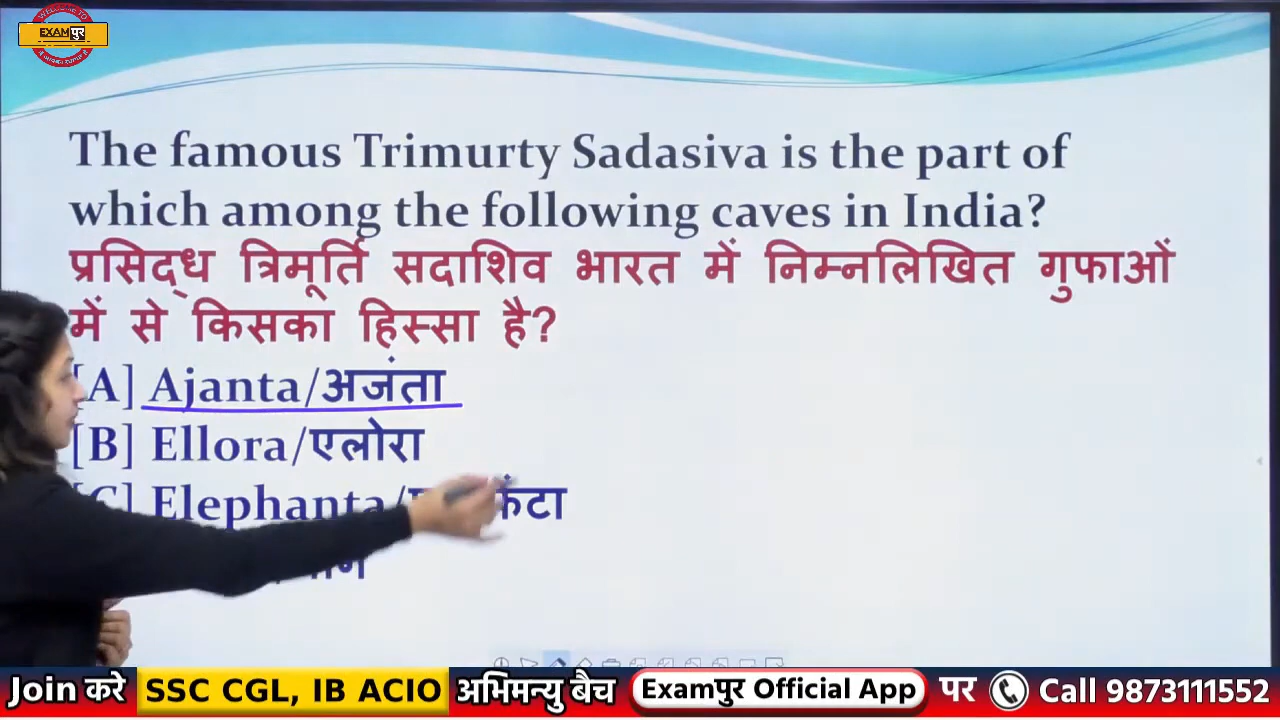 WELCOME TO
EXAMपुर
The famous Trimurty Sadasiva is the part of
which among the following caves in India?
प्रसिद्ध त्रिमूर्ति सदाशिव भारत में निम्नलिखित गुफाओं
में से किसका हिस्सा है?
[A] Ajanta/अजंता
[B] Ellora/एलोरा
[C] Elephanta/
Join करे SSC CGL, IB ACIO अभिमन्यु बैच Examपुर Official App पर Call 9873111552